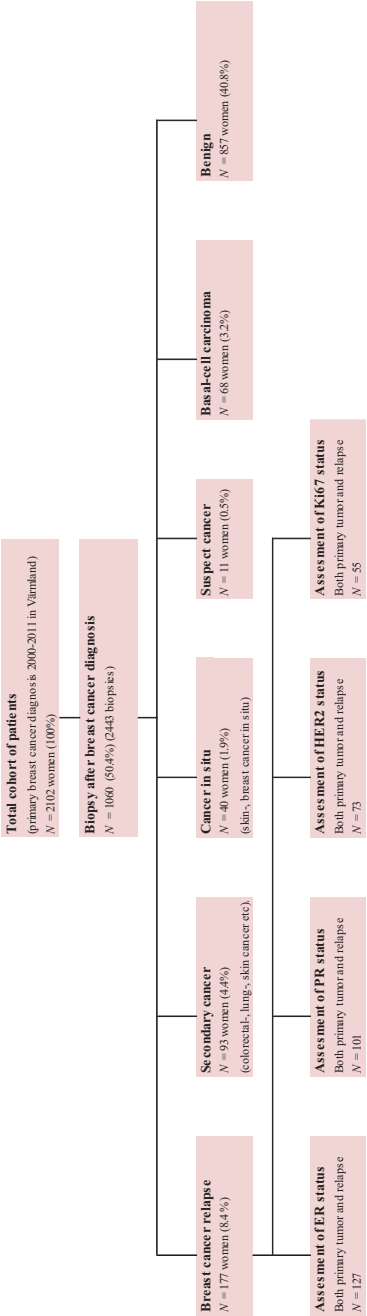 Total cohort of patients
(primary breast cancer diagnosis 2000-2011 in Värmland)
N = 2102 women (100%)
Biopsy after breast cancer diagnosis
N = 1060 (50.4%) (2443 biopsies)
Breast cancer relapse
N = 177 women (8.4%)
Secondary cancer
N = 93 women (4.4%)
(colorectal-, lung-, skin cancer etc).
Cancer in situ
N = 40 women (1.9%)
(skin-, breast cancer in situ)
Suspect cancer
N = 11 women (0.5%)
Basal-cell carcinoma
N = 68 women (3.2%)
Benign
N = 857 women (40.8%)
Assesment of ER status
Both primary tumor and relapse
N = 127
Assesment of PR status
Both primary tumor and relapse
N = 101
Assesment of HER2 status
Both primary tumor and relapse
N = 73
Assesment of Ki67 status
Both primary tumor and relapse
N = 55